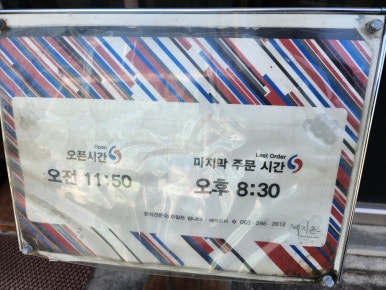 Open
오픈시간
오전 11:50
Last Order
마지막 주문 시간
오후 8:30